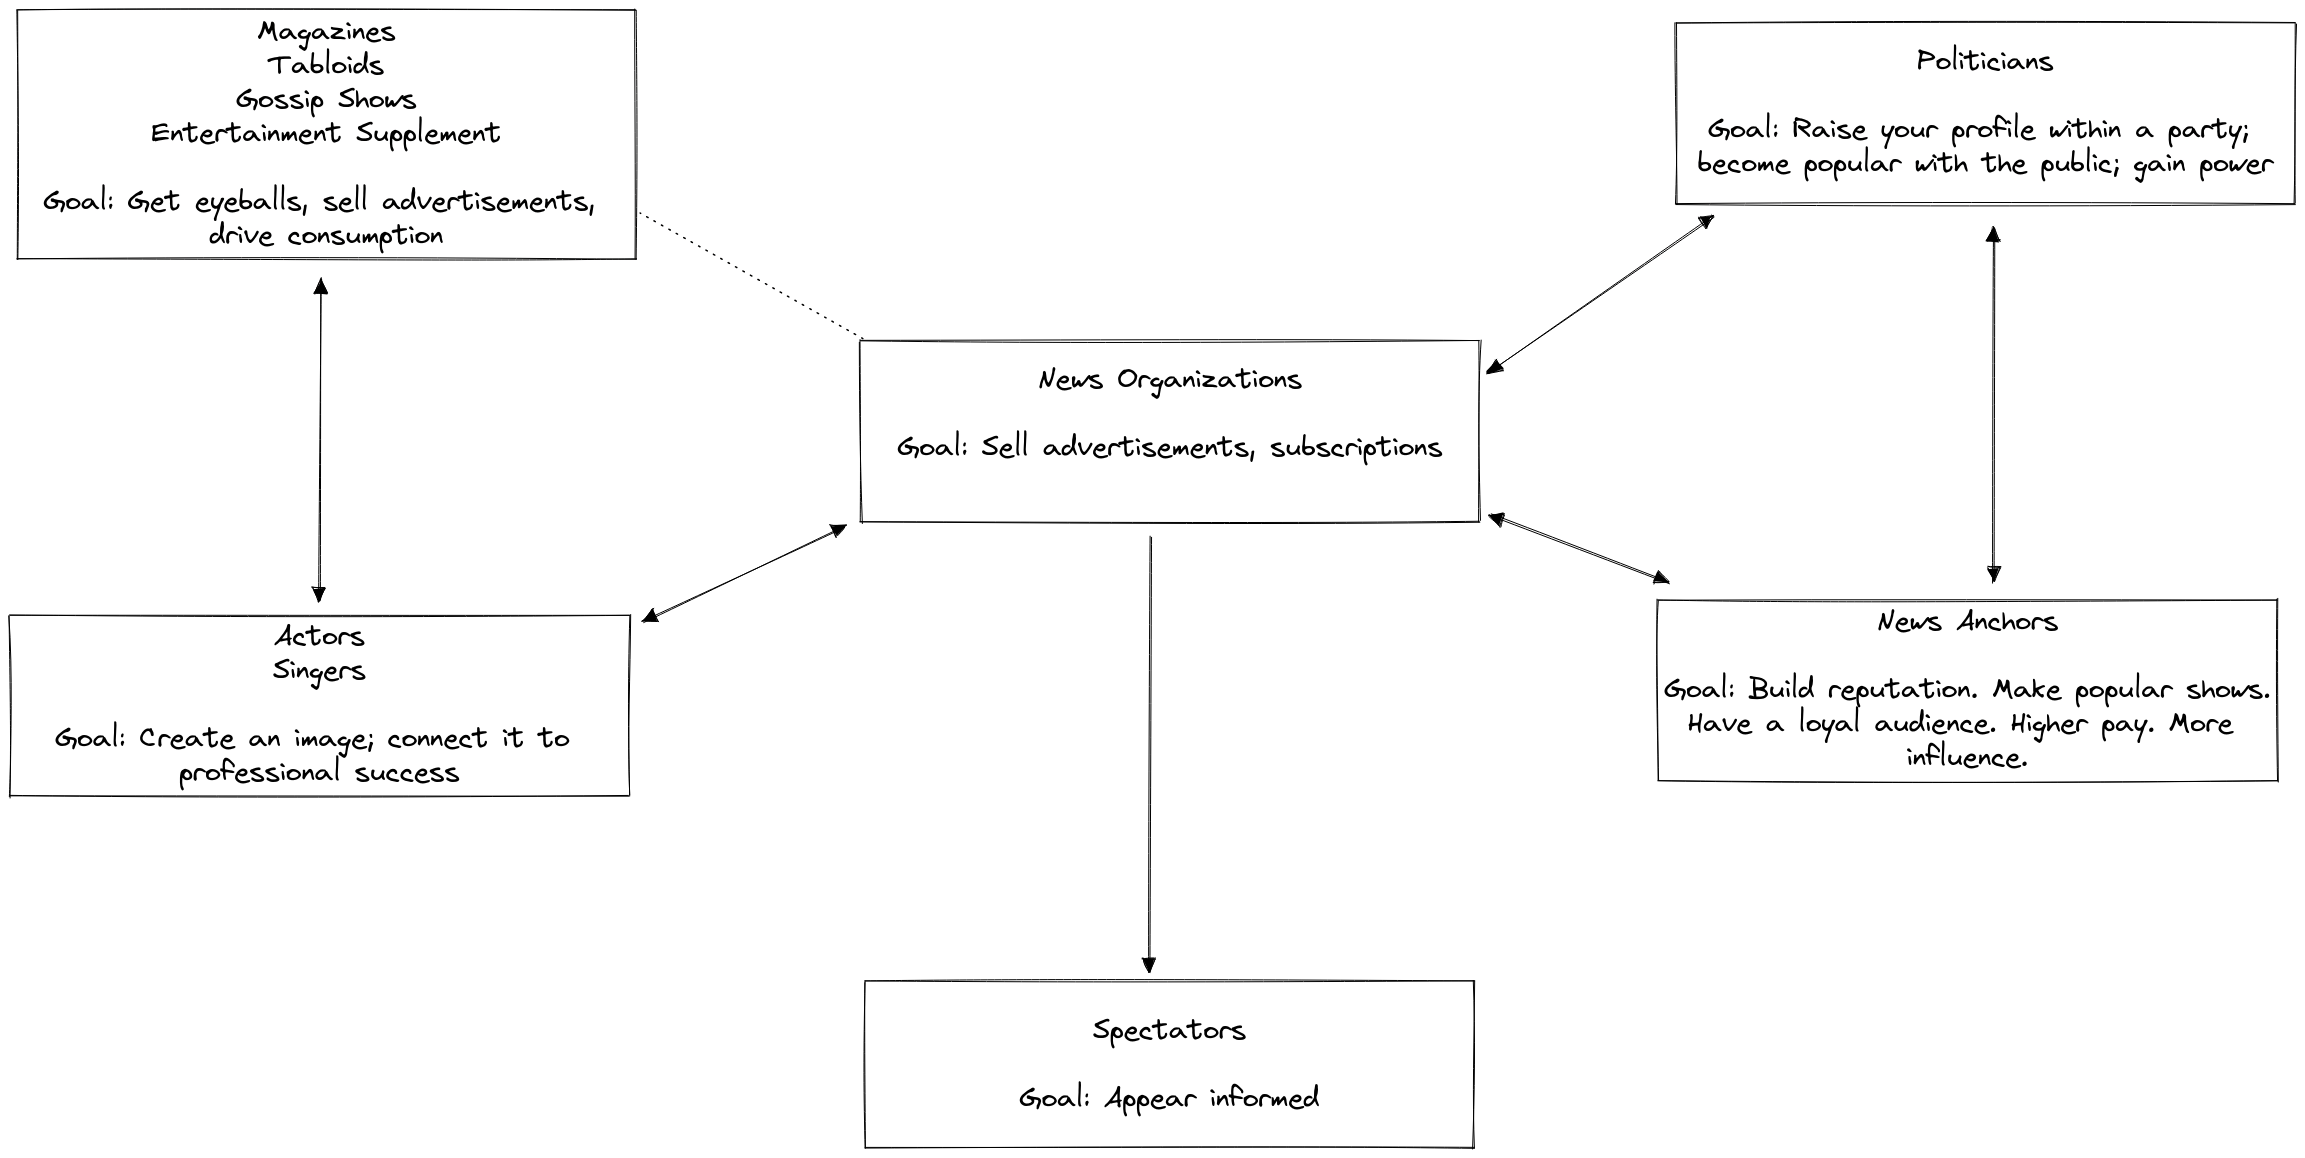 Magazines
Tabloids
Gossip Shows
Entertainment Supplement
Goal: Get eyeballs, sell advertisements,
drive consumption
Politicians
Goal: Raise your profile within a party;
become popular with the public; gain power
News Organizations
Goal: Sell advertisements, subscriptions
Actors
Singers
Goal: Create an image; connect it to
professional success
News Anchors
Goal: Build reputation. Make popular shows.
Have a loyal audience. Higher pay. More
influence.
Spectators
Goal: Appear informed